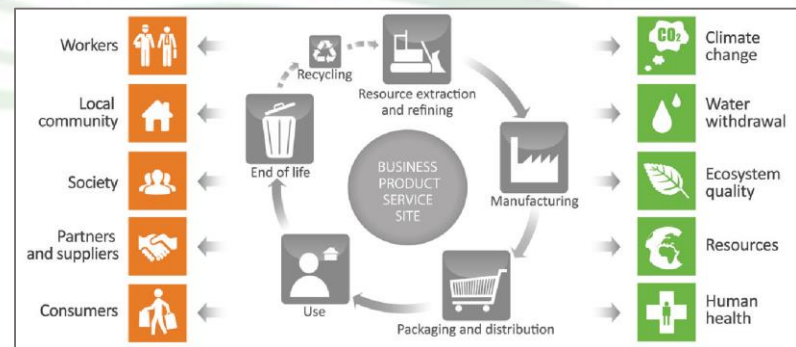 Workers
Local
community
Society
Partners
and suppliers
Consumers
Recycling
Resource extraction
and refining
End of life
BUSINESS
PRODUCT
SERVICE
SITE
Manufacturing
Use
Packaging and distribution
CO₂
Climate
change
Water
withdrawal
Ecosystem
quality
Resources
Human
health